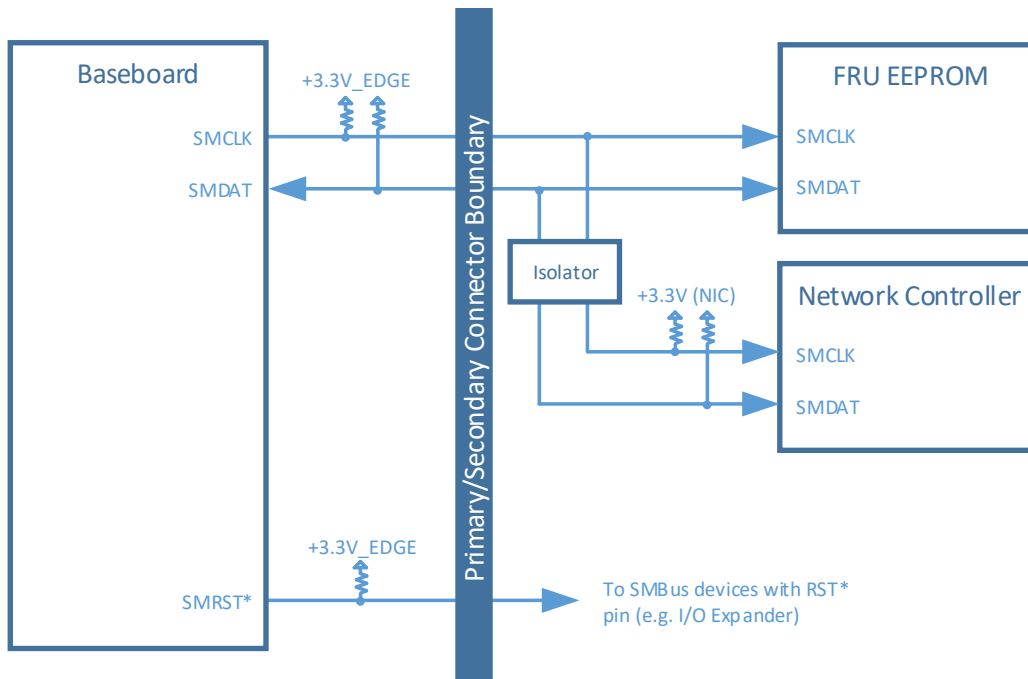 Baseboard
+3.3V_EDGE
SMCLK
SMDAT
+3.3V_EDGE
SMRST*
Primary/Secondary Connector Boundary
FRU EEPROM
SMCLK
SMDAT
Isolator
+3.3V (NIC)
Network Controller
SMCLK
SMDAT
To SMBus devices with RST*
pin (e.g. I/O Expander)